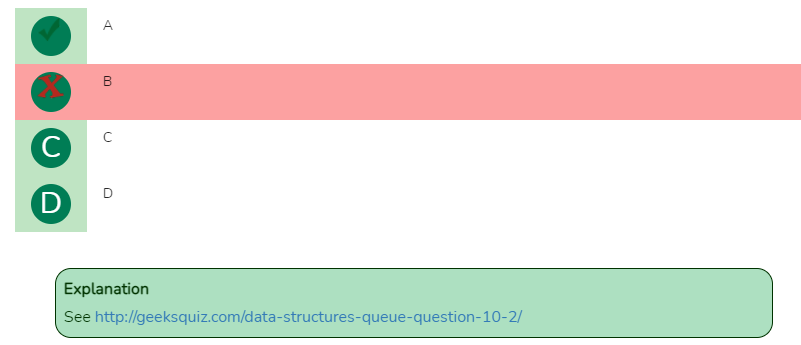 A
X B
C C
D D
Explanation
See http://geeksquiz.com/data-structures-queue-question-10-2/